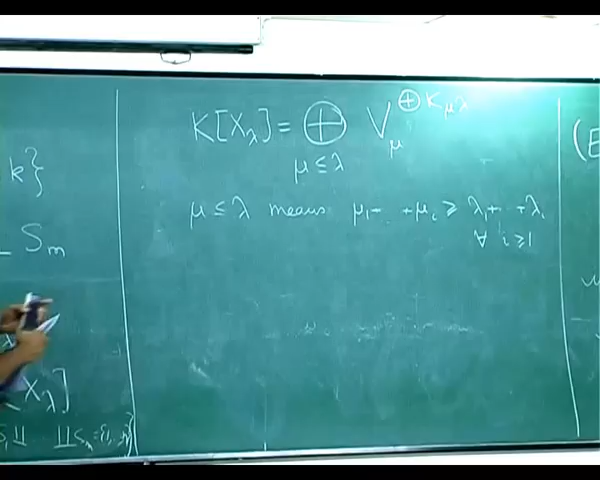 k}
S_m
X_λ]
K[X_λ] = ⊕_{μ≤λ} V_μ^{⊕ K_{μλ}}
μ ≤ λ means μ_1+ .. +μ_i ≥ λ_1+ .. +λ_i
∀ i ≥ 1
(E